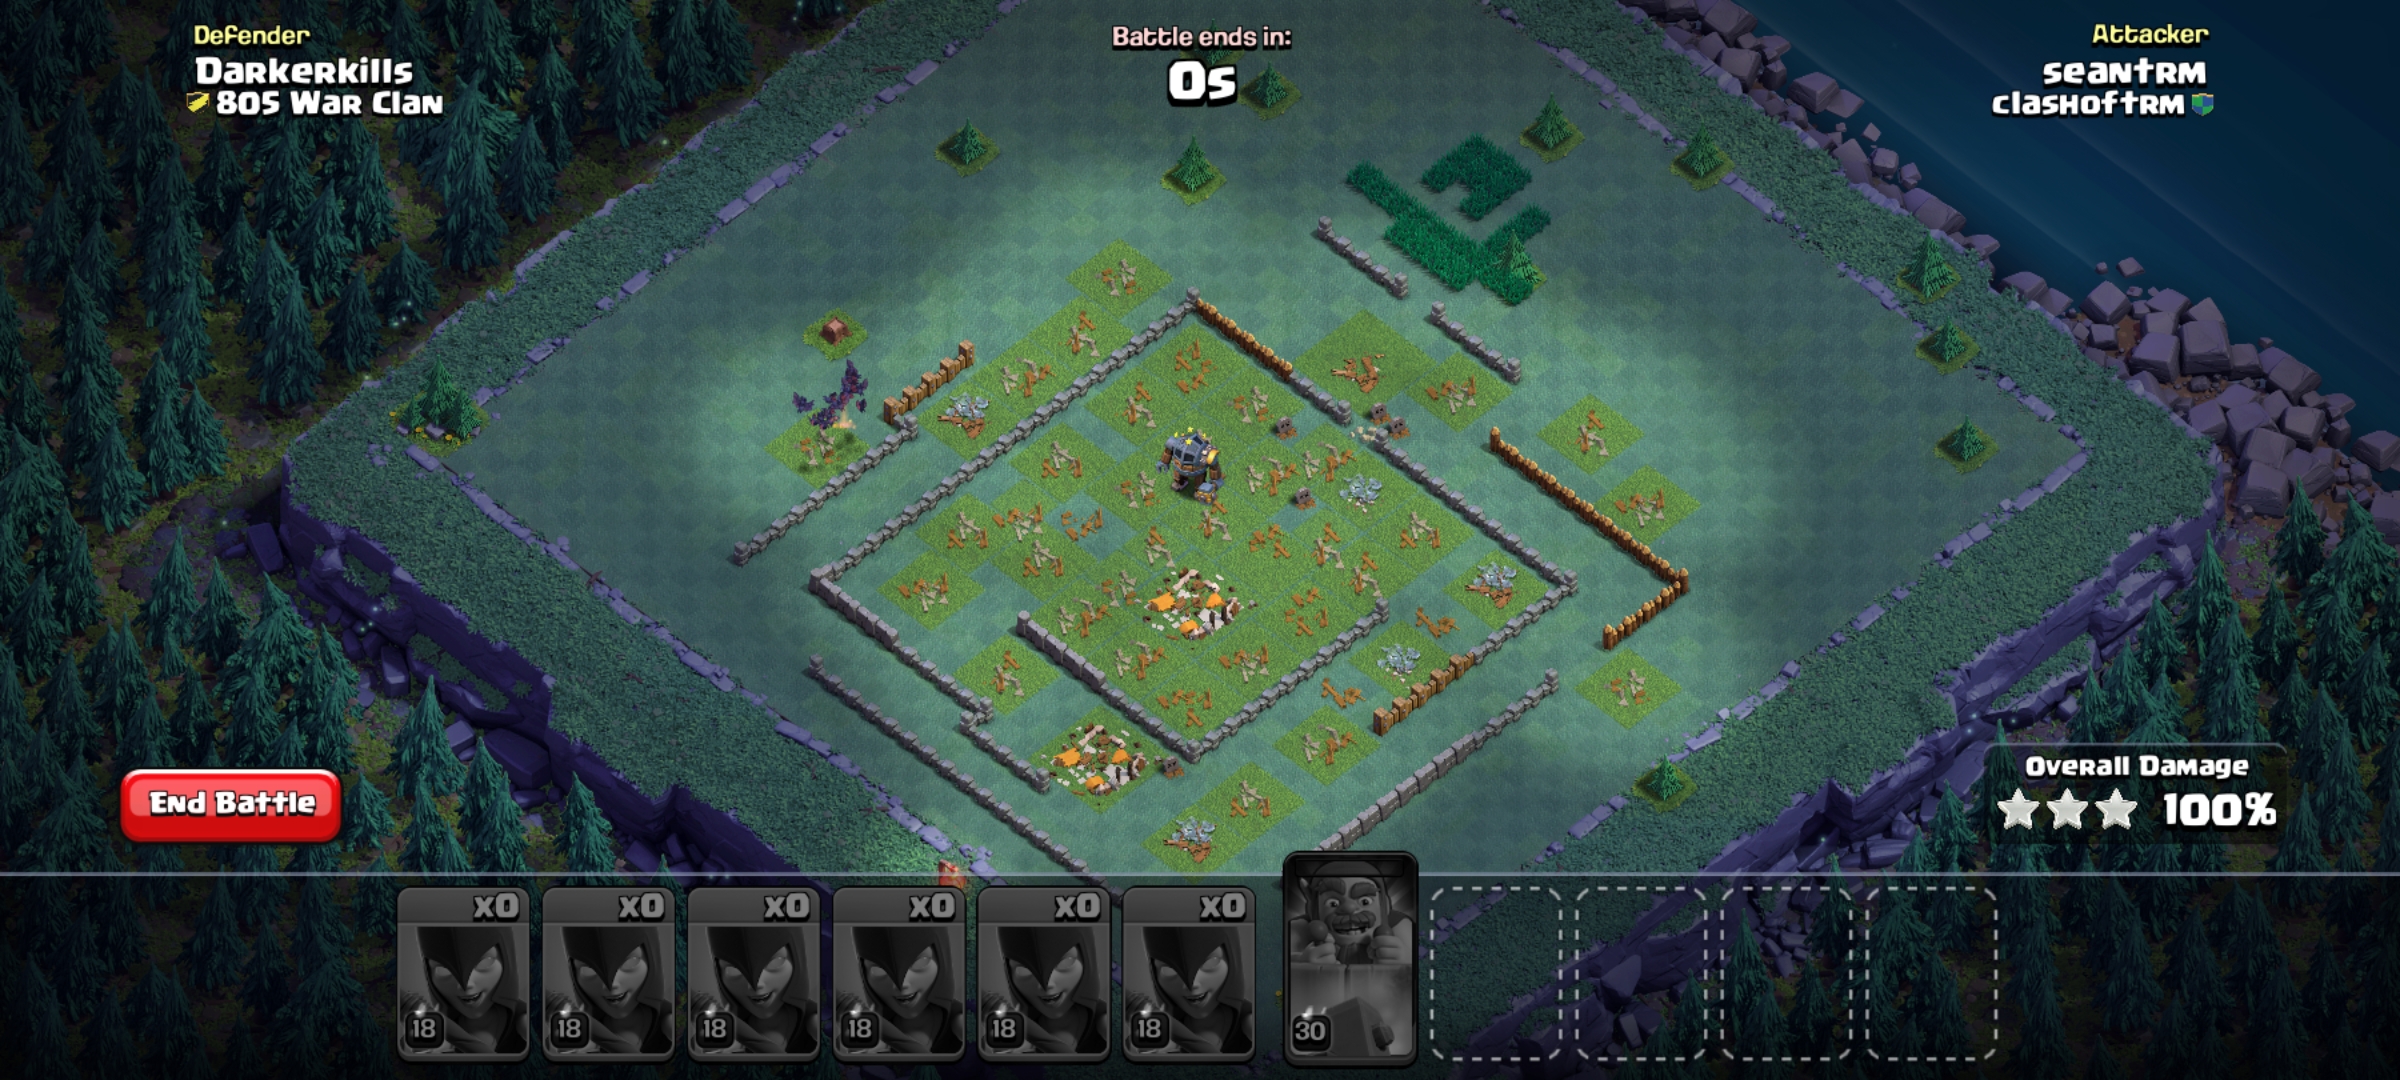 Defender
Darkerkills
805 War Clan
Battle ends in:
0s
Attacker
seantrm
clashoftrm
End Battle
Overall Damage
100%
x0
x0
x0
x0
x0
x0
18
18
18
18
18
18
30